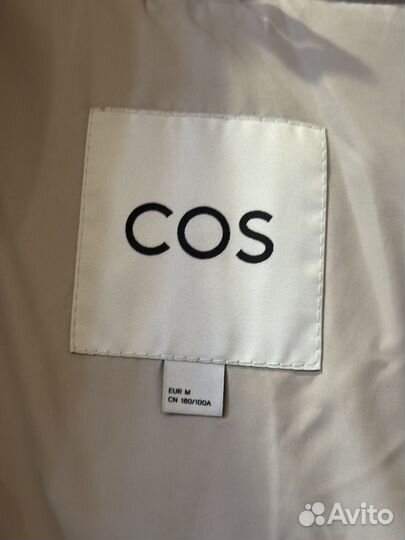 COS
EUR M
CN 180/100A
Avito